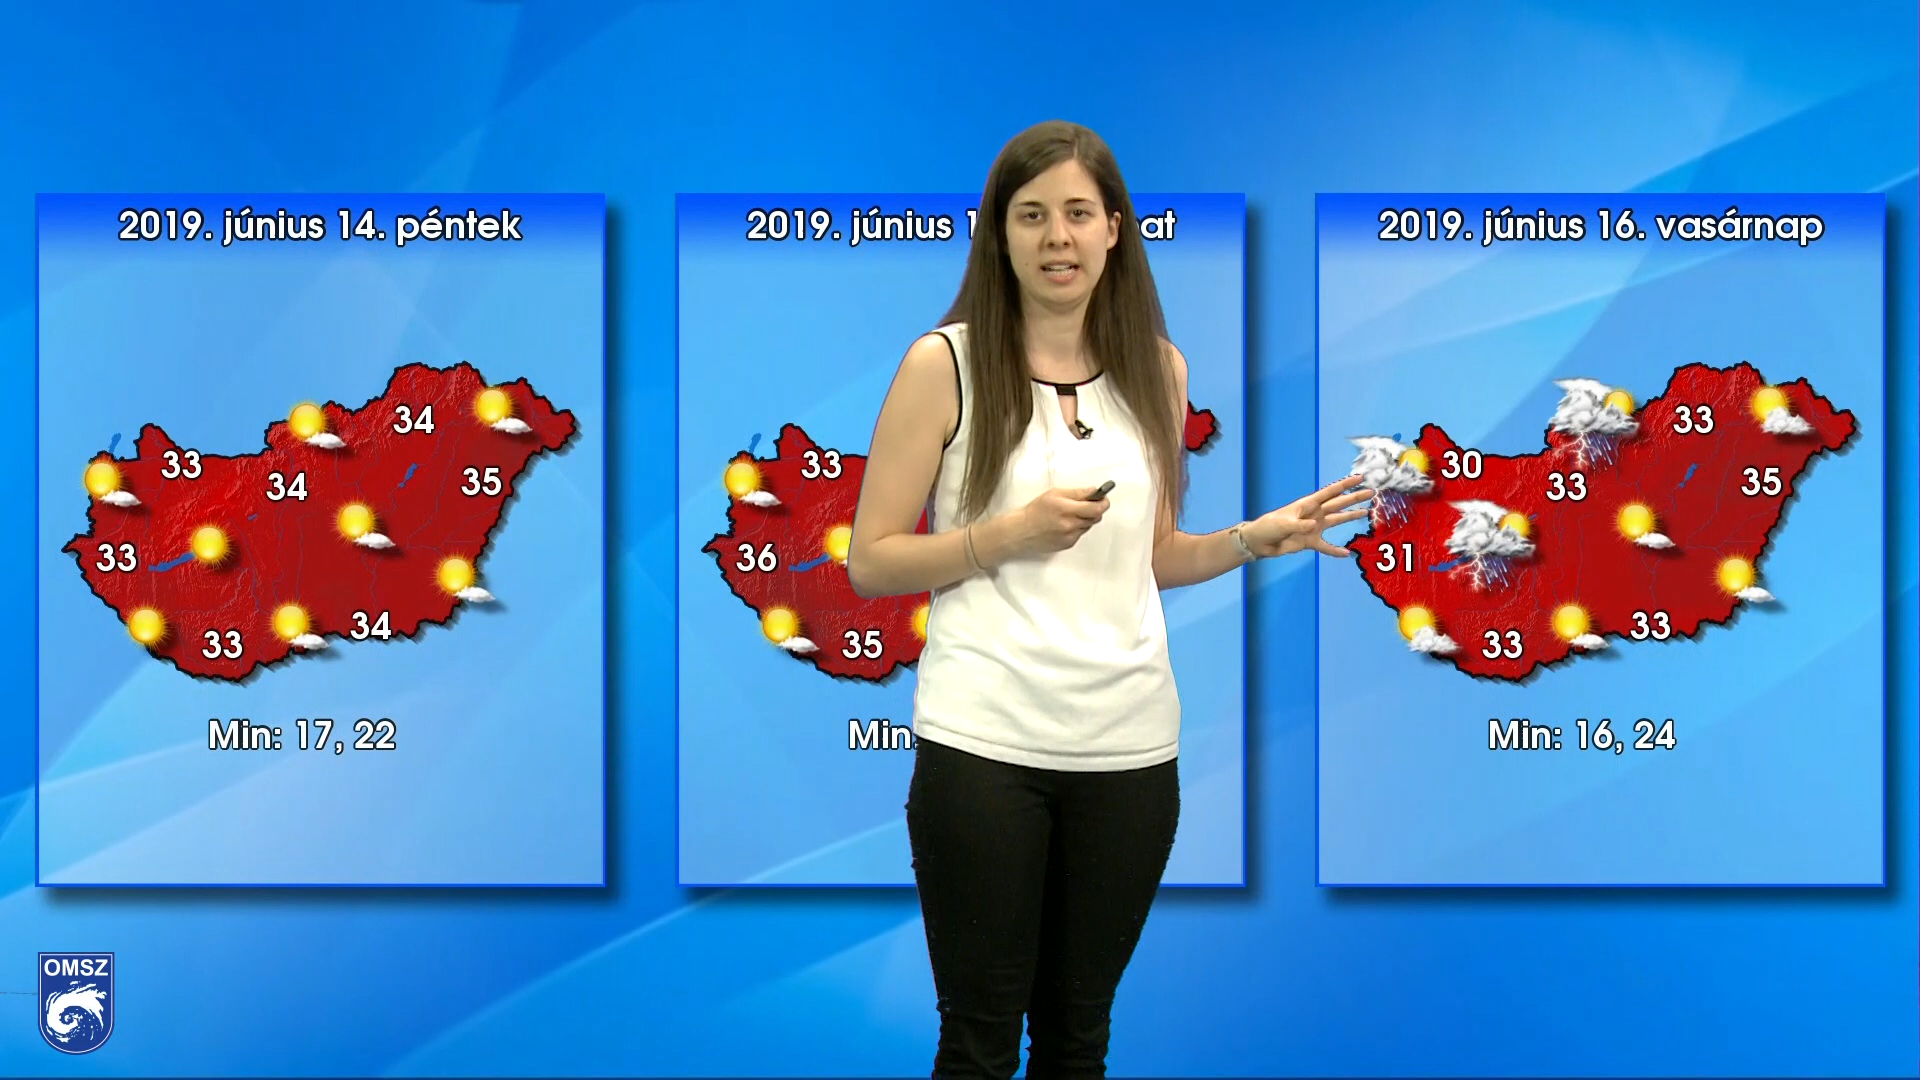 2019. június 14. péntek
34
33
34
35
33
34
33
Min: 17, 22
2019. június
33
36
35
Min:
2019. június 16. vasárnap
33
30
33
35
31
33
33
Min: 16, 24
OMSZ